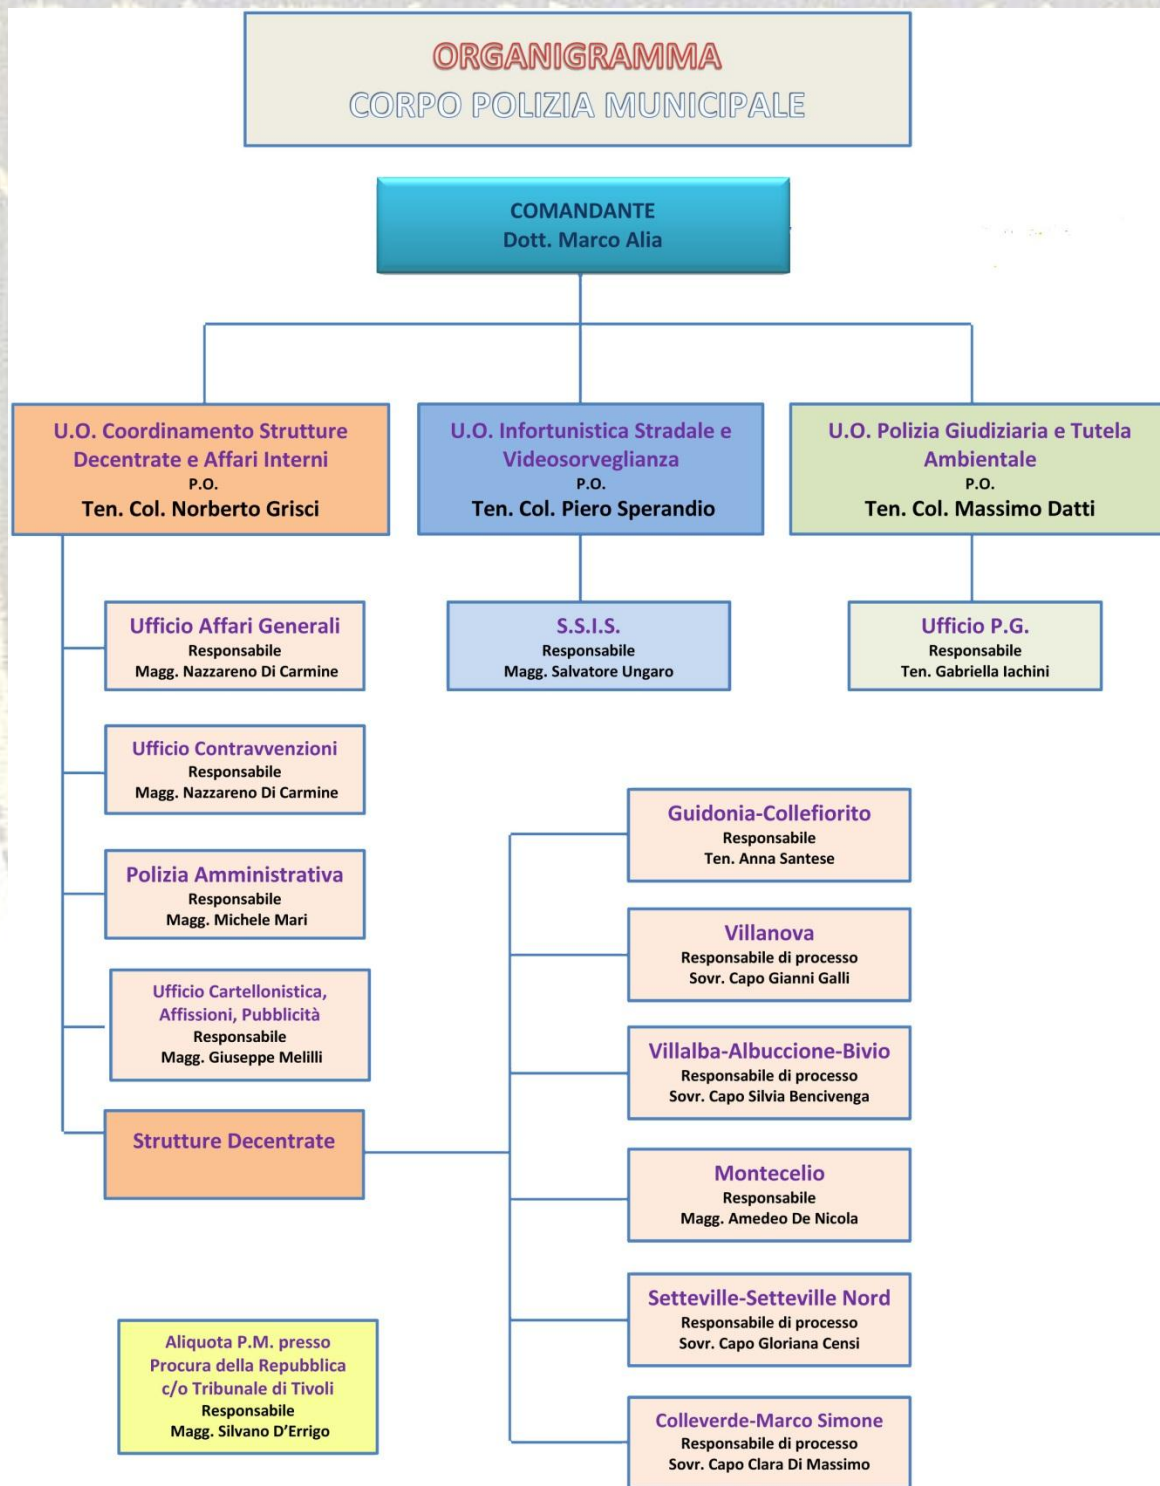 ORGANIGRAMMA
CORPO POLIZIA MUNICIPALE
COMANDANTE
Dott. Marco Alia
U.O. Coordinamento Strutture
Decentrate e Affari Interni
P.O.
Ten. Col. Norberto Grisci
U.O. Infortunistica Stradale e
Videosorveglianza
P.O.
Ten. Col. Piero Sperandio
U.O. Polizia Giudiziaria e Tutela
Ambientale
P.O.
Ten. Col. Massimo Datti
Ufficio Affari Generali
Responsabile
Magg. Nazzareno Di Carmine
S.S.I.S.
Responsabile
Magg. Salvatore Ungaro
Ufficio P.G.
Responsabile
Ten. Gabriella Iachini
Ufficio Contravvenzioni
Responsabile
Magg. Nazzareno Di Carmine
Polizia Amministrativa
Responsabile
Magg. Michele Mari
Ufficio Cartellonistica,
Affissioni, Pubblicità
Responsabile
Magg. Giuseppe Melilli
Strutture Decentrate
Guidonia-Collefiorito
Responsabile
Ten. Anna Santese
Villanova
Responsabile di processo
Sovr. Capo Gianni Galli
Villalba-Albuccione-Bivio
Responsabile di processo
Sovr. Capo Silvia Bencivenga
Montecelio
Responsabile
Magg. Amedeo De Nicola
Setteville-Setteville Nord
Responsabile di processo
Sovr. Capo Gloriana Censi
Colleverde-Marco Simone
Responsabile di processo
Sovr. Capo Clara Di Massimo
Aliquota P.M. presso
Procura della Repubblica
c/o Tribunale di Tivoli
Responsabile
Magg. Silvano D’Errigo